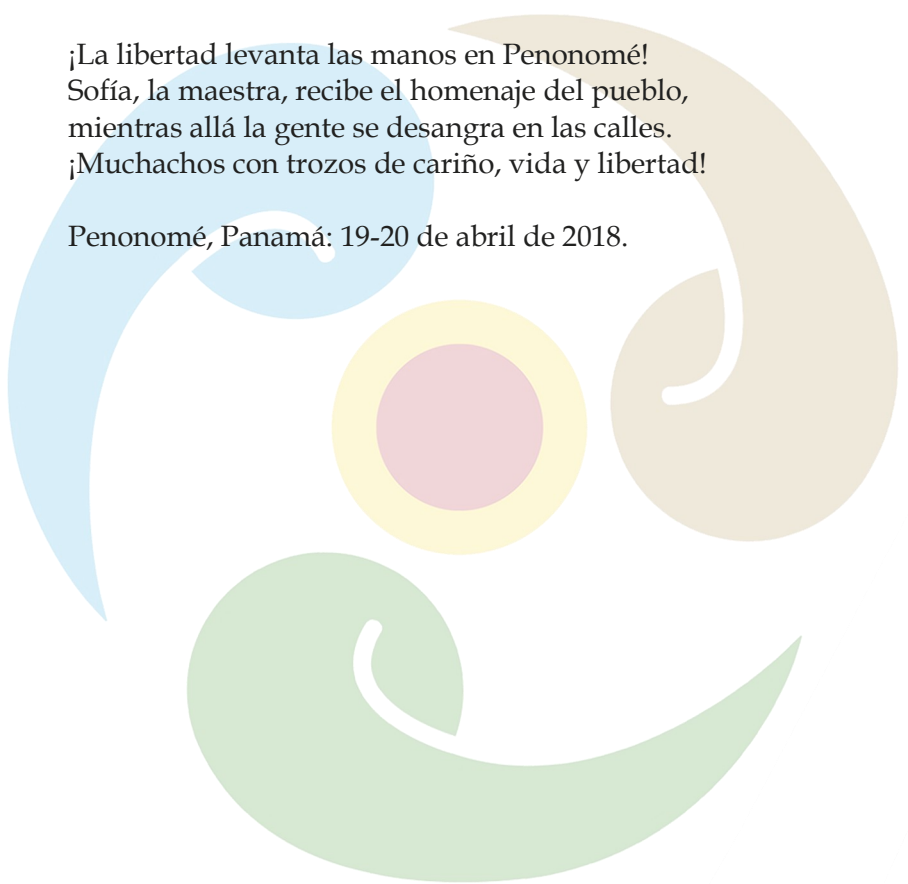 ¡La libertad levanta las manos en Penonomé!
Sofía, la maestra, recibe el homenaje del pueblo,
mientras allá la gente se desangra en las calles.
¡Muchachos con trozos de cariño, vida y libertad!
Penonomé, Panamá: 19-20 de abril de 2018.